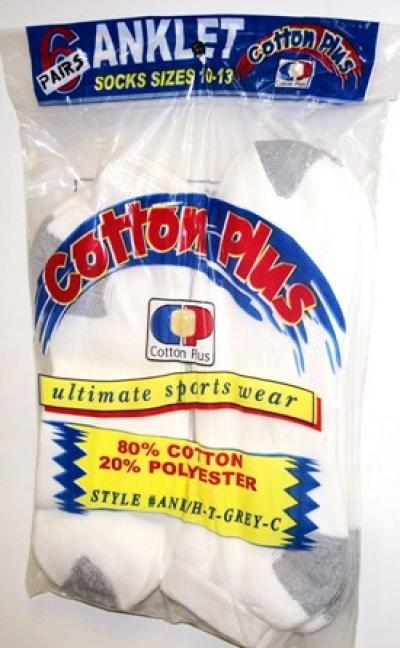 6 PAIRS
ANKLET
SOCKS SIZES 10-13
Cotton Plus
Cotton Plus
Cotton Plus
ultimate sports wear
80% COTTON
20% POLYESTER